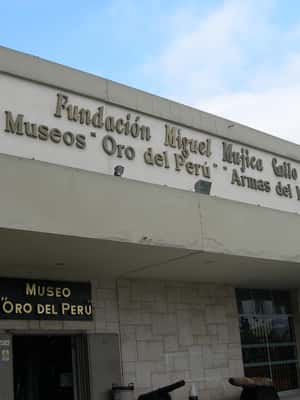 Fundación Miguel Mujica Gallo
Museos "Oro del Perú" "Armas del
MUSEO
"ORO DEL PERÚ"